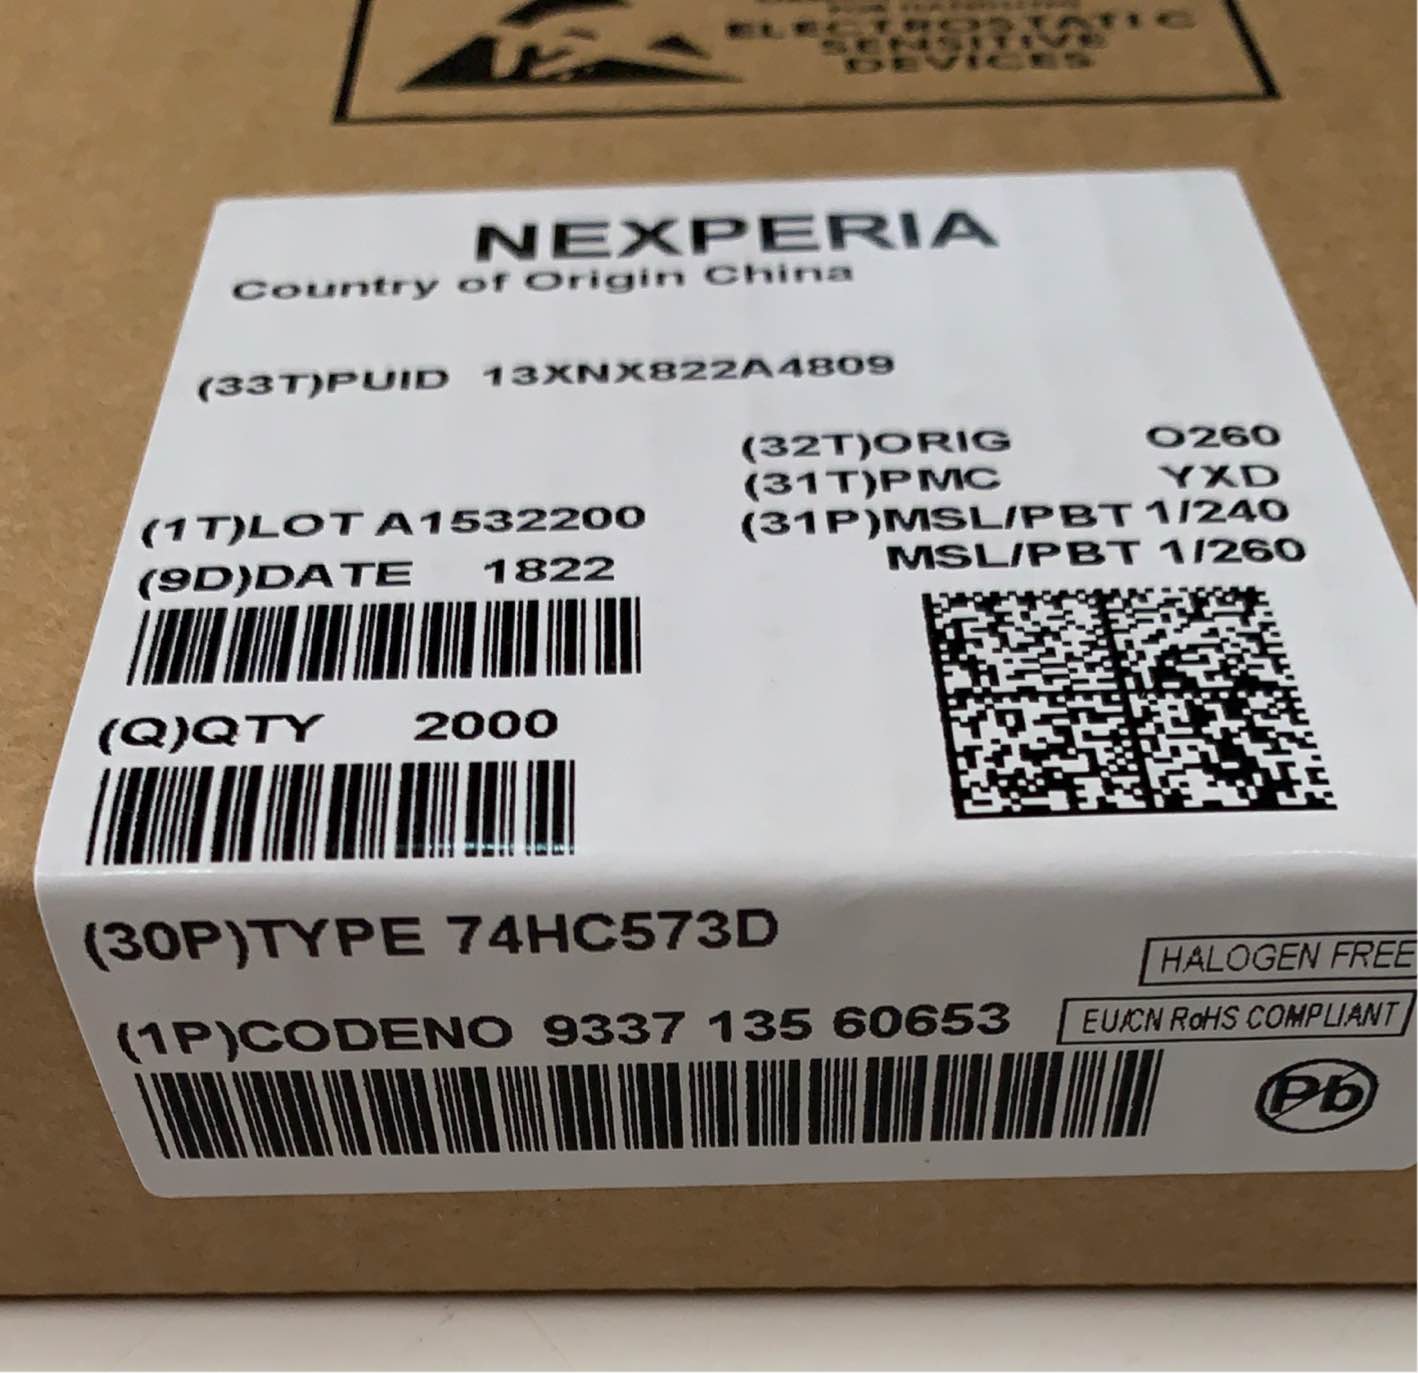 ELECTROSTATIC
SENSITIVE
DEVICES
NEXPERIA
Country of Origin China
(33T)PUID 13XNX822A4809
(32T)ORIG O260
(31T)PMC YXD
(1T)LOT A1532200
(31P)MSL/PBT 1/240
(9D)DATE 1822
MSL/PBT 1/260
(Q)QTY 2000
(30P)TYPE 74HC573D
HALOGEN FREE
(1P)CODENO 9337 135 60653
EU/CN RoHS COMPLIANT
Pb